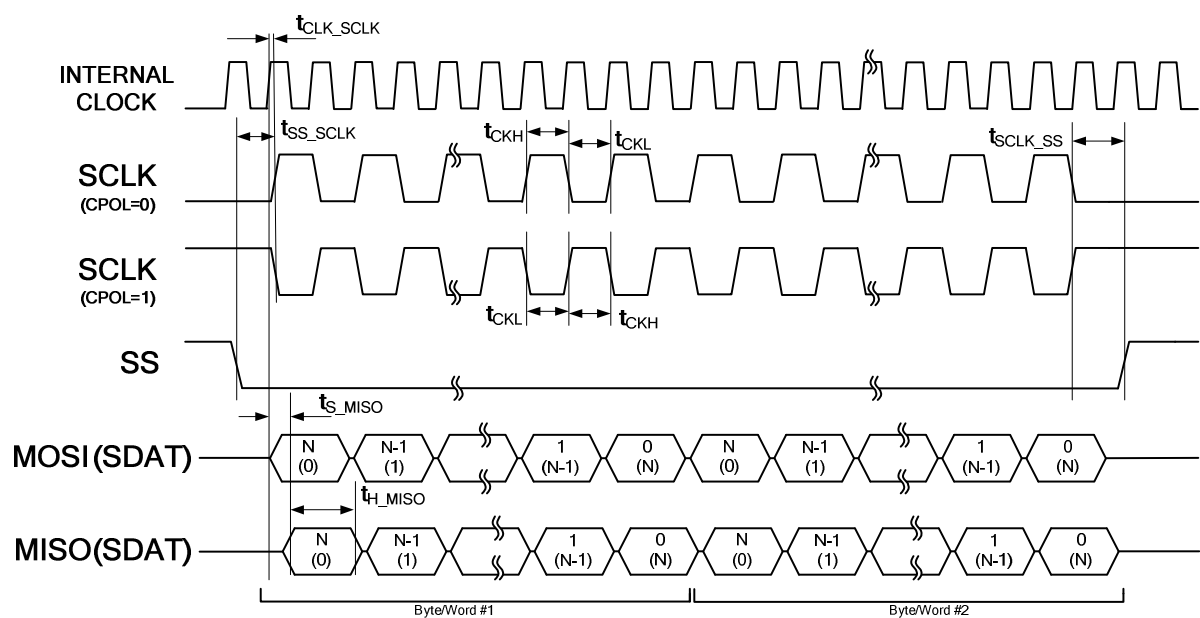 tCLK_SCLK
INTERNAL
CLOCK
tSS_SCLK
tCKH
tCKL
tSCLK_SS
SCLK
(CPOL=0)
SCLK
(CPOL=1)
tCKL
tCKH
SS
tS_MISO
MOSI(SDAT)
N
(0)
N-1
(1)
1
(N-1)
0
(N)
N
(0)
N-1
(1)
1
(N-1)
0
(N)
tH_MISO
MISO(SDAT)
N
(0)
N-1
(1)
1
(N-1)
0
(N)
N
(0)
N-1
(1)
1
(N-1)
0
(N)
Byte/Word #1
Byte/Word #2